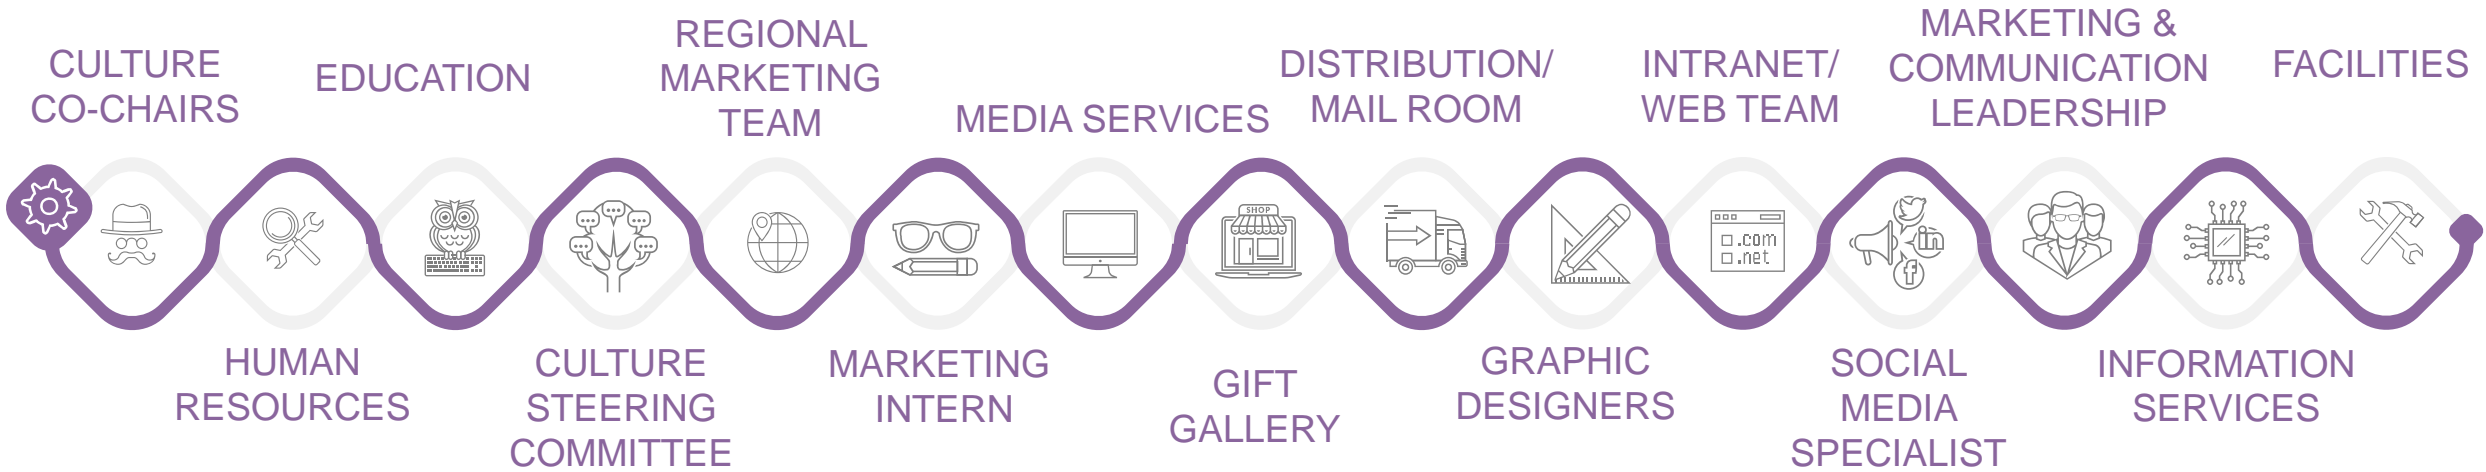 CULTURE
CO-CHAIRS
HUMAN
RESOURCES
EDUCATION
CULTURE
STEERING
COMMITTEE
REGIONAL
MARKETING
TEAM
MARKETING
INTERN
MEDIA SERVICES
SHOP
GIFT
GALLERY
DISTRIBUTION/
MAIL ROOM
GRAPHIC
DESIGNERS
INTRANET/
WEB TEAM
.com
.net
in
f
SOCIAL
MEDIA
SPECIALIST
MARKETING &
COMMUNICATION
LEADERSHIP
INFORMATION
SERVICES
FACILITIES